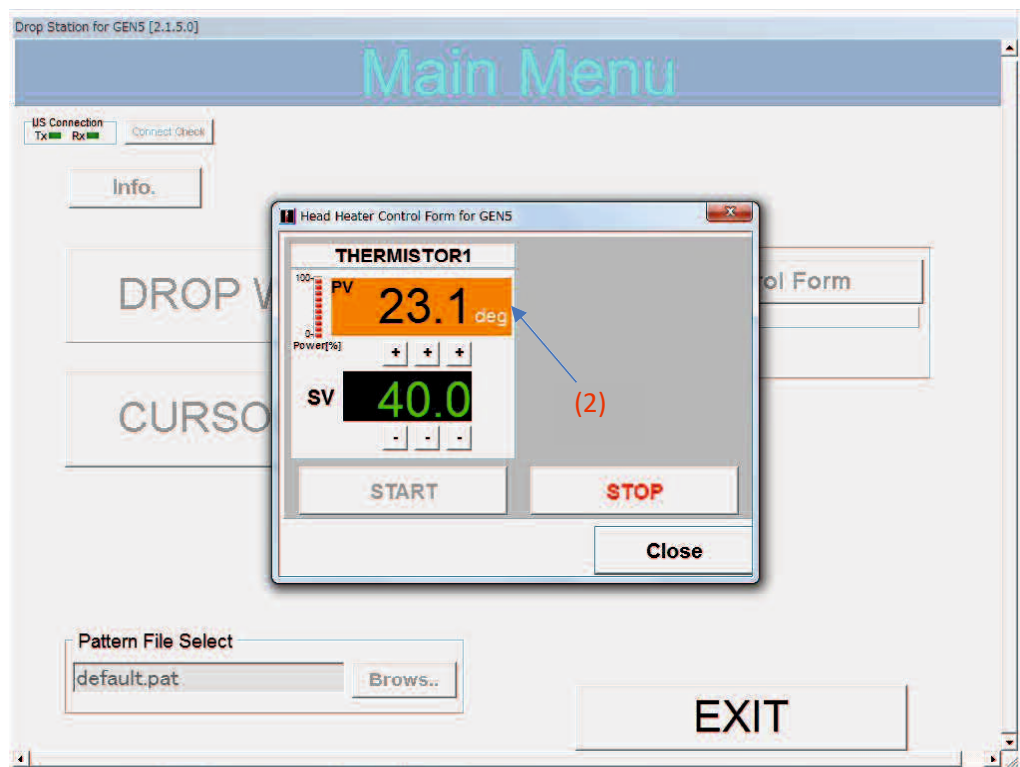 Drop Station for GEN5 [2.1.5.0]
Main Menu
US Connection
Tx Rx
Connect Check
Info.
Head Heater Control Form for GEN5
THERMISTOR1
100-
PV
23.1 deg
0-
Power[%]
+ + +
SV
40.0
- - -
(2)
START
STOP
Close
DROP
ol Form
CURSO
Pattern File Select
default.pat
Brows..
EXIT